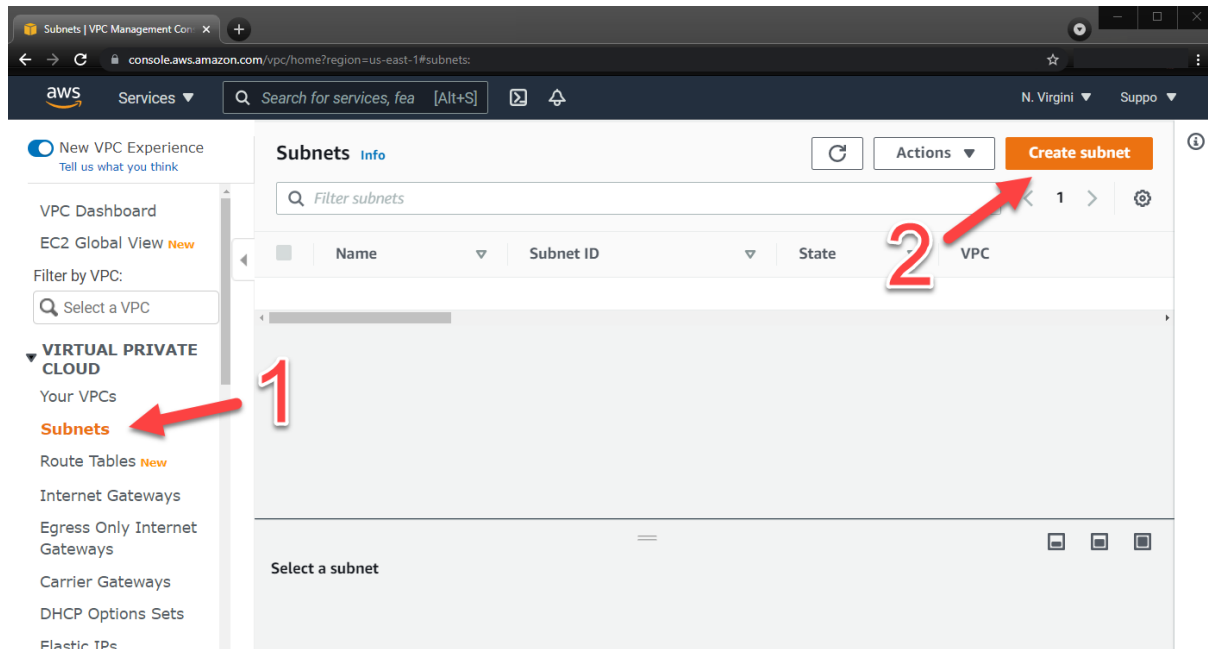 Subnets | VPC Management Con
console.aws.amazon.com/vpc/home?region=us-east-1#subnets:
aws
Services
Search for services, fea [Alt+S]
N. Virgini
Suppo
New VPC Experience
Tell us what you think
VPC Dashboard
EC2 Global View New
Filter by VPC:
Select a VPC
VIRTUAL PRIVATE
CLOUD
Your VPCs
Subnets
Route Tables New
Internet Gateways
Egress Only Internet
Gateways
Carrier Gateways
DHCP Options Sets
Elastic IPs
1
Subnets Info
Actions
Create subnet
Filter subnets
1
2
Name
Subnet ID
State
VPC
Select a subnet